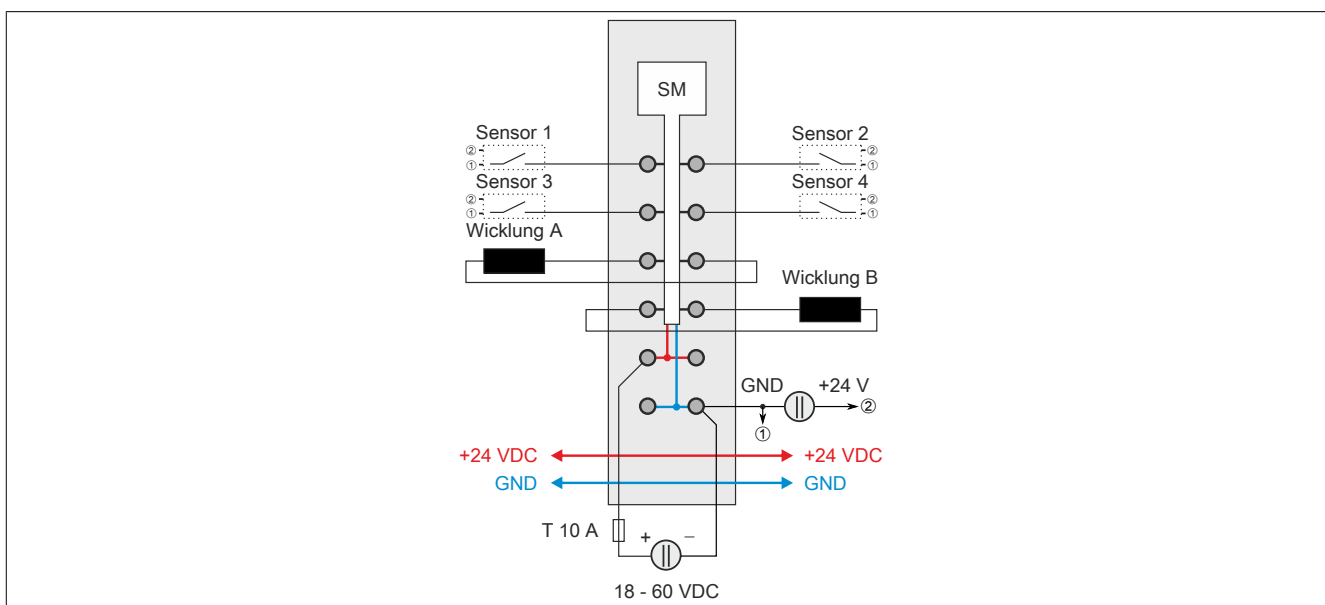 SM
Sensor 1
Sensor 2
②
②
①
①
Sensor 3
Sensor 4
②
②
①
①
Wicklung A
Wicklung B
GND
+24 V
②
①
+24 VDC
+24 VDC
GND
GND
T 10 A
+
–
18 - 60 VDC